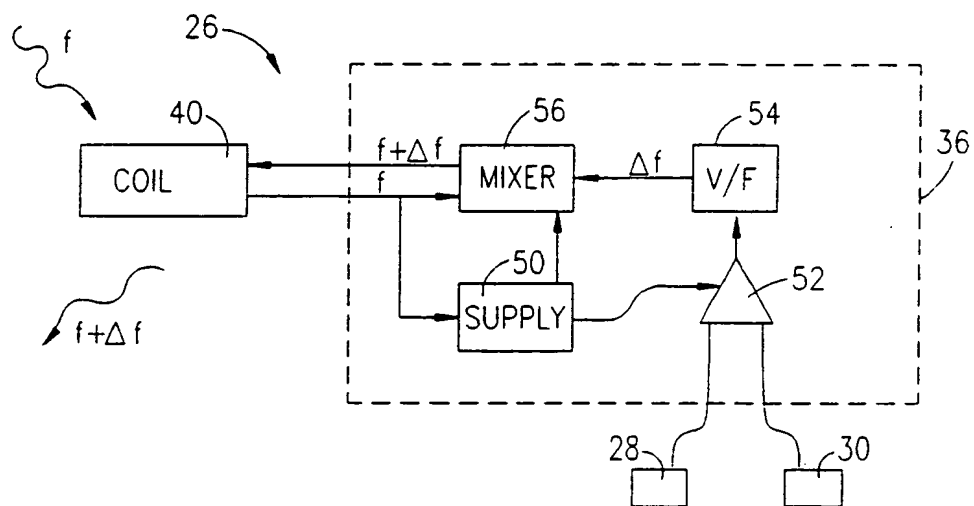 26
f
40
56
54
36
COIL
f+Δf
f
MIXER
Δf
V/F
50
SUPPLY
52
f+Δf
28
30